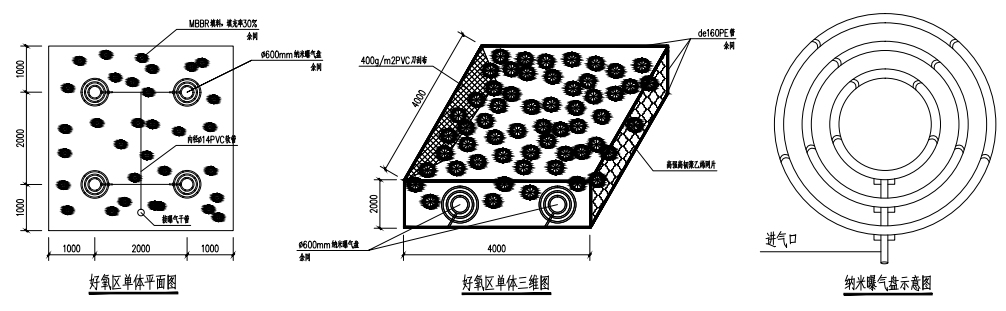 MBBR填料，填充率30%
余同
ø600mm纳米曝气盘
余同
内径ø14PVC软管
接曝气干管
1000
2000
1000
1000
2000
1000
好氧区单体平面图
de160PE管
余同
400g/m2PVC刀刮布
4000
高强高韧聚乙烯网片
2000
ø600mm纳米曝气盘
余同
4000
好氧区单体三维图
进气口
纳米曝气盘示意图